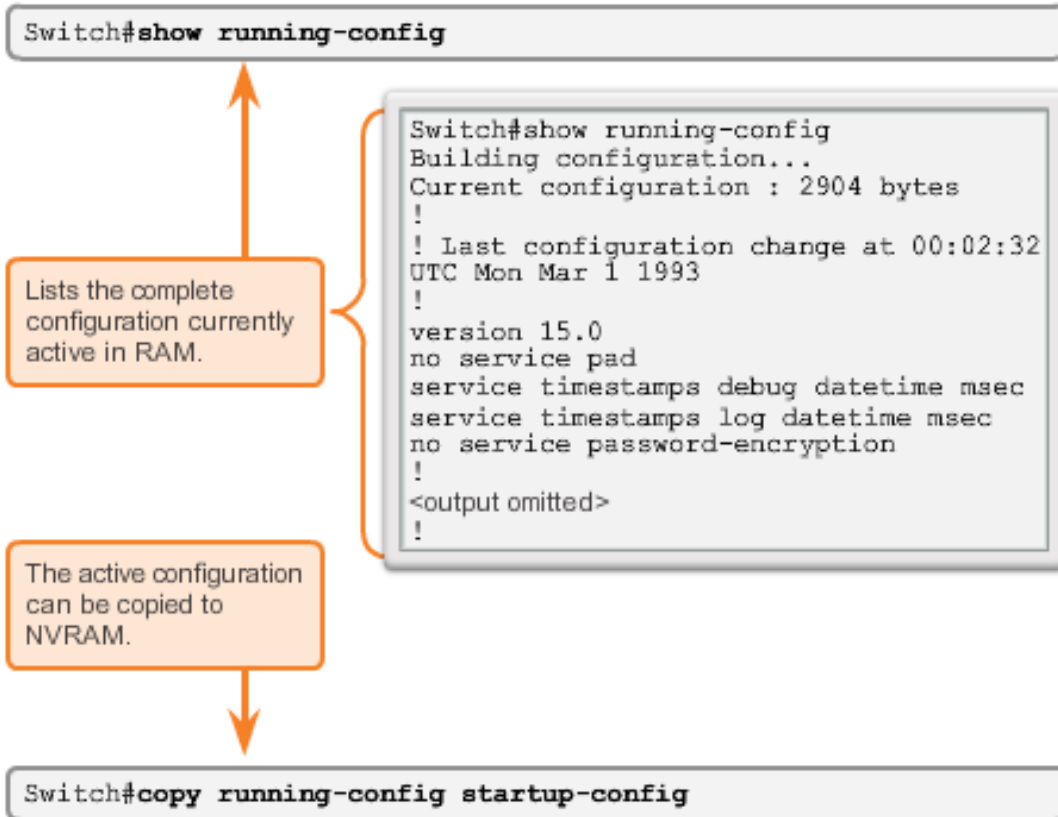 Switch#show running-config
Switch#show running-config
Building configuration...
Current configuration : 2904 bytes
!
! Last configuration change at 00:02:32
UTC Mon Mar 1 1993
!
version 15.0
no service pad
service timestamps debug datetime msec
service timestamps log datetime msec
no service password-encryption
!
<output omitted>
!
Lists the complete
configuration currently
active in RAM.
The active configuration
can be copied to
NVRAM.
Switch#copy running-config startup-config